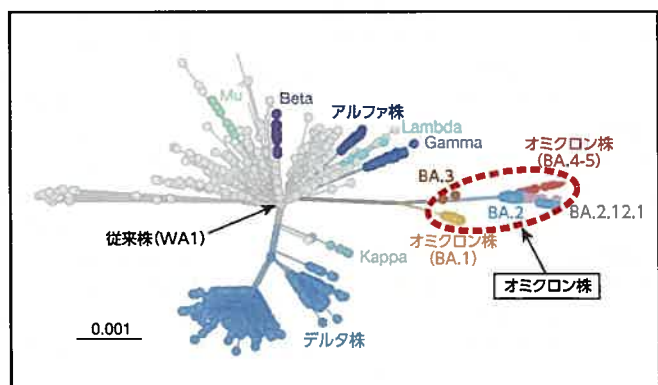 Mu
Beta
アルファ株
Lambda
Gamma
オミクロン株
(BA.4-5)
BA.3
BA.2
BA.2.12.1
従来株(WA1)
オミクロン株
(BA.1)
Kappa
オミクロン株
0.001
デルタ株